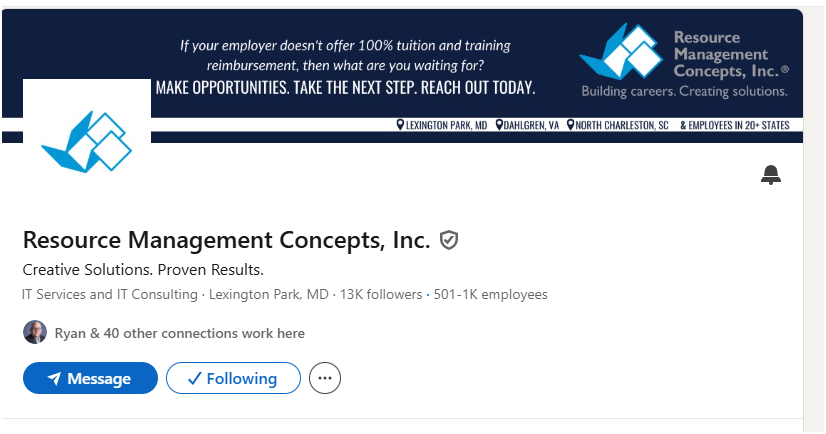 If your employer doesn't offer 100% tuition and training
reimbursement, then what are you waiting for?
MAKE OPPORTUNITIES. TAKE THE NEXT STEP. REACH OUT TODAY.
Resource
Management
Concepts, Inc.®
Building careers. Creating solutions.
LEXINGTON PARK, MD DAHLGREN, VA NORTH CHARLESTON, SC & EMPLOYEES IN 20+ STATES
Resource Management Concepts, Inc.
Creative Solutions. Proven Results.
IT Services and IT Consulting · Lexington Park, MD · 13K followers · 501-1K employees
Ryan & 40 other connections work here
Message Following